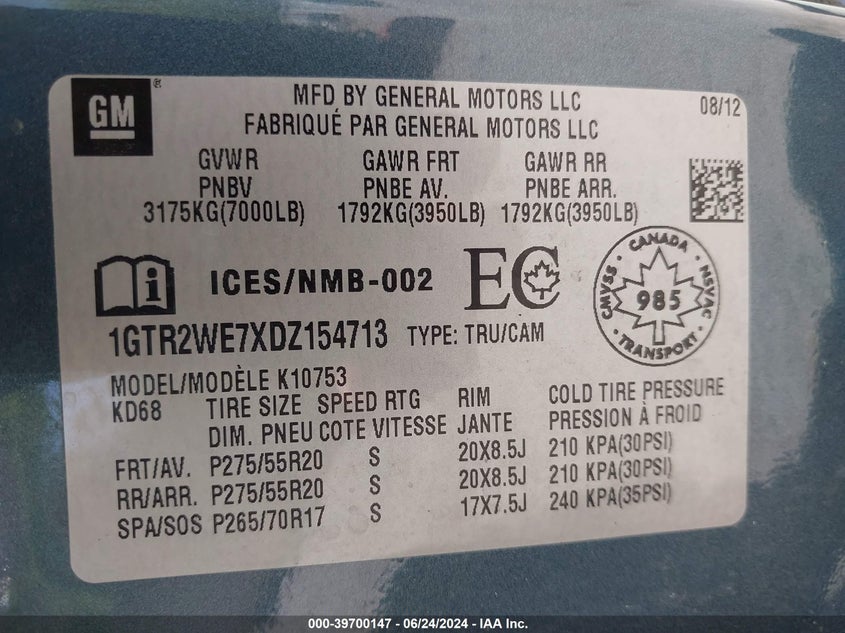 GM®
MFD BY GENERAL MOTORS LLC
08/12
FABRIQUÉ PAR GENERAL MOTORS LLC
GVWR GAWR FRT GAWR RR
PNBV PNBE AV. PNBE ARR.
3175KG(7000LB) 1792KG(3950LB) 1792KG(3950LB)
i ICES/NMB-002 EC
CANADA
CMVSS 985 NSVAC
TRANSPORT
1GTR2WE7XDZ154713 TYPE: TRU/CAM
MODEL/MODÈLE K10753
KD68 TIRE SIZE SPEED RTG RIM COLD TIRE PRESSURE
DIM. PNEU COTE VITESSE JANTE PRESSION À FROID
FRT/AV. P275/55R20 S 20X8.5J 210 KPA(30PSI)
RR/ARR. P275/55R20 S 20X8.5J 210 KPA(30PSI)
SPA/SOS P265/70R17 S 17X7.5J 240 KPA(35PSI)
000-39700147 - 06/24/2024 - IAA Inc.